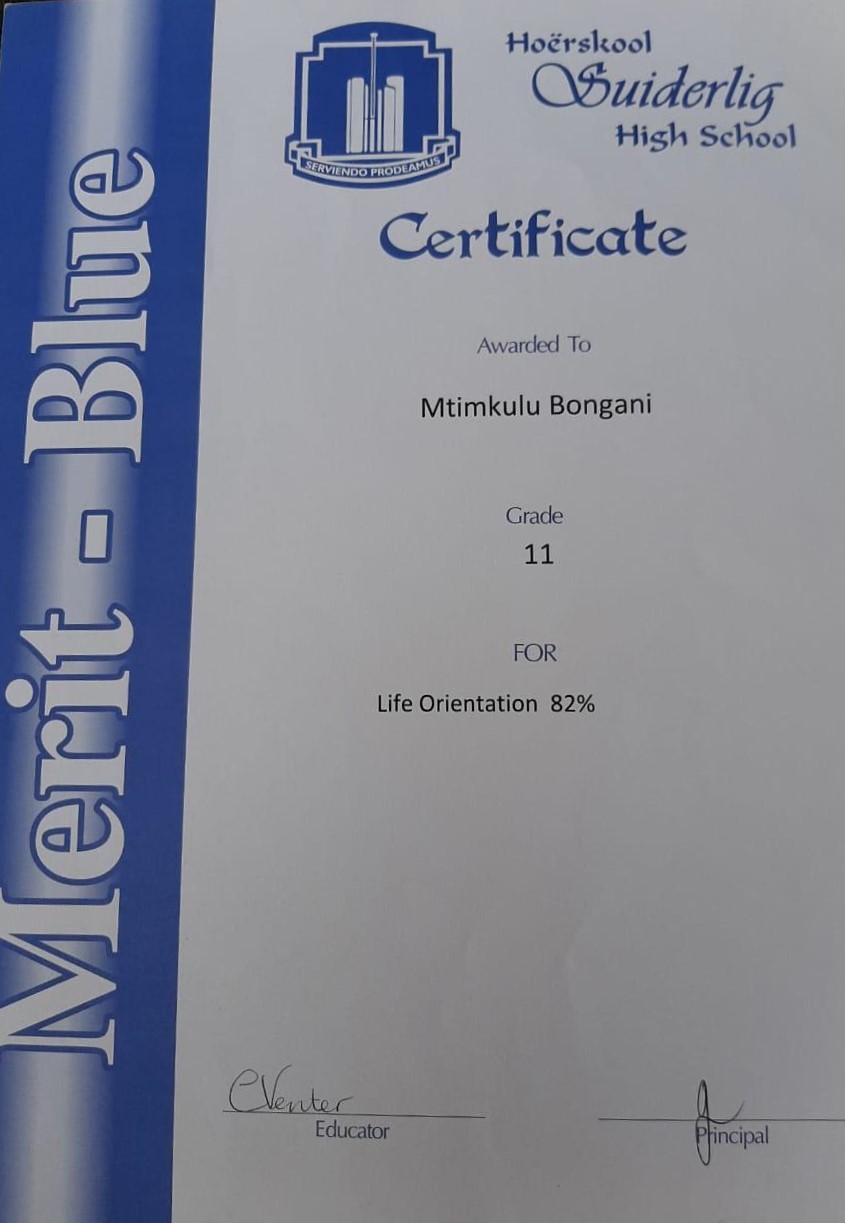 Merit - Blue
SERVIENDO PRODEAMUS
Hoërskool
Suiderlig
High School
Certificate
Awarded To
Mtimkulu Bongani
Grade
11
FOR
Life Orientation 82%
CVenter
Educator
Principal